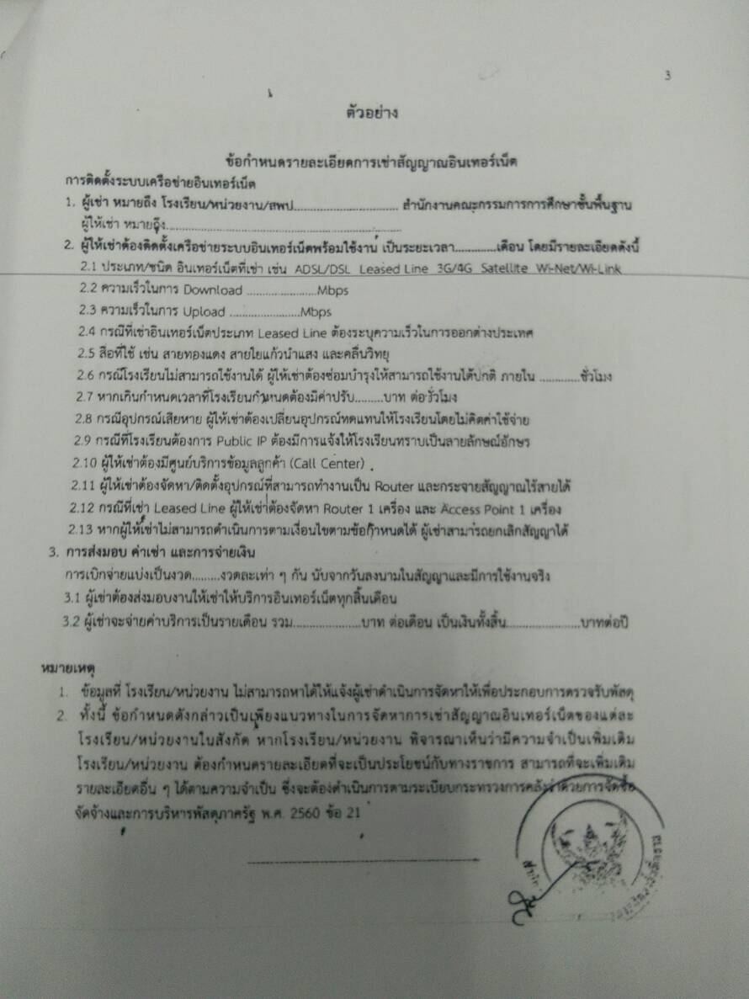 3
ตัวอย่าง
ข้อกำหนดรายละเอียดการเช่าสัญญาณอินเทอร์เน็ต
การติดตั้งระบบเครือข่ายอินเทอร์เน็ต
1. ผู้เช่า หมายถึง โรงเรียน/หน่วยงาน/สพป............................... สำนักงานคณะกรรมการการศึกษาขั้นพื้นฐาน
ผู้ให้เช่า หมายถึง......................................................................
2. ผู้ให้เช่าต้องติดตั้งเครือข่ายระบบอินเทอร์เน็ตพร้อมใช้งาน เป็นระยะเวลา.............เดือน โดยมีรายละเอียดดังนี้
2.1 ประเภท/ชนิด อินเทอร์เน็ตที่เช่า เช่น ADSL/DSL Leased Line 3G/4G Satellite Wi-Net/Wi-Link
2.2 ความเร็วในการ Download .....................Mbps
2.3 ความเร็วในการ Upload .....................Mbps
2.4 กรณีที่เช่าอินเทอร์เน็ตประเภท Leased Line ต้องระบุความเร็วในการออกต่างประเทศ
2.5 สื่อที่ใช้ เช่น สายทองแดง สายใยแก้วนำแสง และคลื่นวิทยุ
2.6 กรณีโรงเรียนไม่สามารถใช้งานได้ ผู้ให้เช่าต้องซ่อมบำรุงให้สามารถใช้งานได้ปกติ ภายใน ............ชั่วโมง
2.7 หากเกินกำหนดเวลาที่โรงเรียนกำหนดต้องมีค่าปรับ.........บาท ต่อชั่วโมง
2.8 กรณีอุปกรณ์เสียหาย ผู้ให้เช่าต้องเปลี่ยนอุปกรณ์ทดแทนให้โรงเรียนโดยไม่คิดค่าใช้จ่าย
2.9 กรณีที่โรงเรียนต้องการ Public IP ต้องมีการแจ้งให้โรงเรียนทราบเป็นลายลักษณ์อักษร
2.10 ผู้ให้เช่าต้องมีศูนย์บริการข้อมูลลูกค้า (Call Center)
2.11 ผู้ให้เช่าต้องจัดหา/ติดตั้งอุปกรณ์ที่สามารถทำงานเป็น Router และกระจายสัญญาณไร้สายได้
2.12 กรณีที่เช่า Leased Line ผู้ให้เช่าต้องจัดหา Router 1 เครื่อง และ Access Point 1 เครื่อง
2.13 หากผู้ให้เช่าไม่สามารถดำเนินการตามเงื่อนไขตามข้อกำหนดได้ ผู้เช่าสามารถยกเลิกสัญญาได้
3. การส่งมอบ ค่าเช่า และการจ่ายเงิน
การเบิกจ่ายแบ่งเป็นงวด.........งวดละเท่า ๆ กัน นับจากวันลงนามในสัญญาและมีการใช้งานจริง
3.1 ผู้เช่าต้องส่งมอบงานให้เช่าให้บริการอินเทอร์เน็ตทุกสิ้นเดือน
3.2 ผู้เช่าจะจ่ายค่าบริการเป็นรายเดือน รวม.....................บาท ต่อเดือน เป็นเงินทั้งสิ้น.......................บาทต่อปี
หมายเหตุ
1. ข้อมูลที่ โรงเรียน/หน่วยงาน ไม่สามารถหาได้ให้แจ้งผู้เช่าดำเนินการจัดหาให้เพื่อประกอบการตรวจรับพัสดุ
2. ทั้งนี้ ข้อกำหนดดังกล่าวเป็นเพียงแนวทางในการจัดหาการเช่าสัญญาณอินเทอร์เน็ตของแต่ละ
โรงเรียน/หน่วยงานในสังกัด หากโรงเรียน/หน่วยงาน พิจารณาเห็นว่ามีความจำเป็นเพิ่มเติม
โรงเรียน/หน่วยงาน ต้องกำหนดรายละเอียดที่จะเป็นประโยชน์กับทางราชการ สามารถที่จะเพิ่มเติม
รายละเอียดอื่น ๆ ได้ตามความจำเป็น ซึ่งจะต้องดำเนินการตามระเบียบกระทรวงการคลังว่าด้วยการจัดซื้อ
จัดจ้างและการบริหารพัสดุภาครัฐ พ.ศ. 2560 ข้อ 21